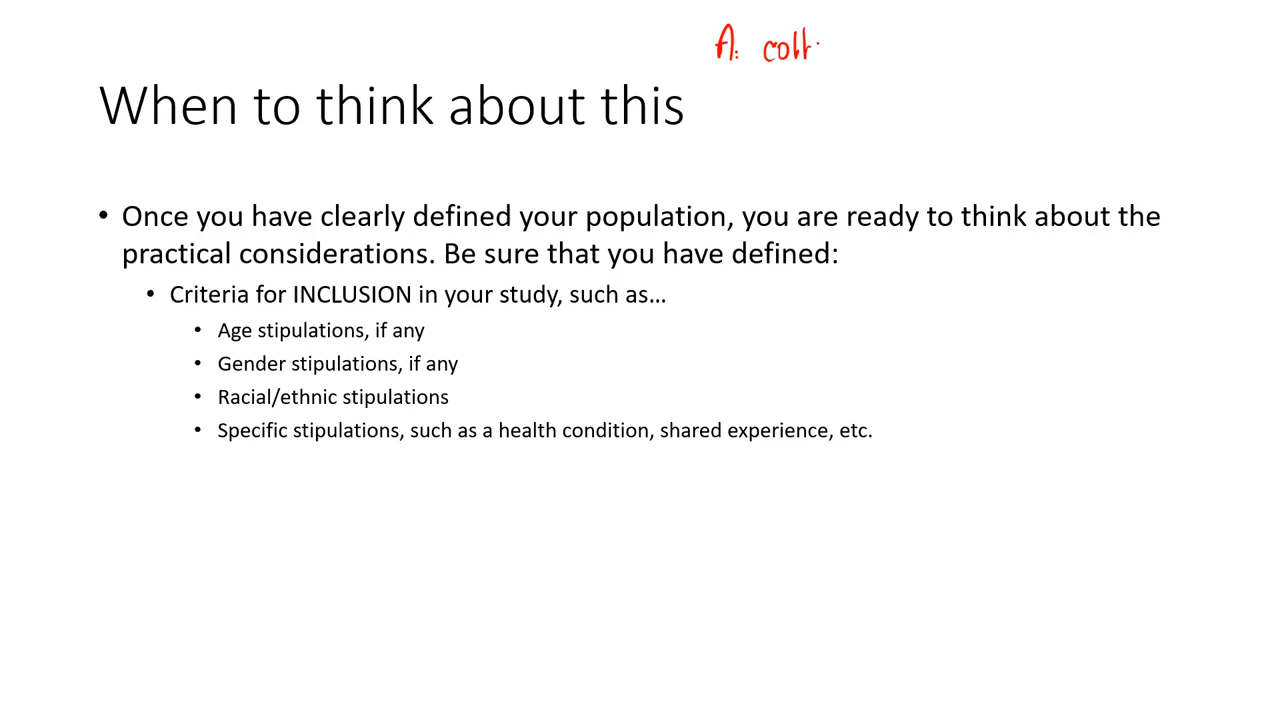 A. coll.
When to think about this
• Once you have clearly defined your population, you are ready to think about the
practical considerations. Be sure that you have defined:
• Criteria for INCLUSION in your study, such as…
• Age stipulations, if any
• Gender stipulations, if any
• Racial/ethnic stipulations
• Specific stipulations, such as a health condition, shared experience, etc.